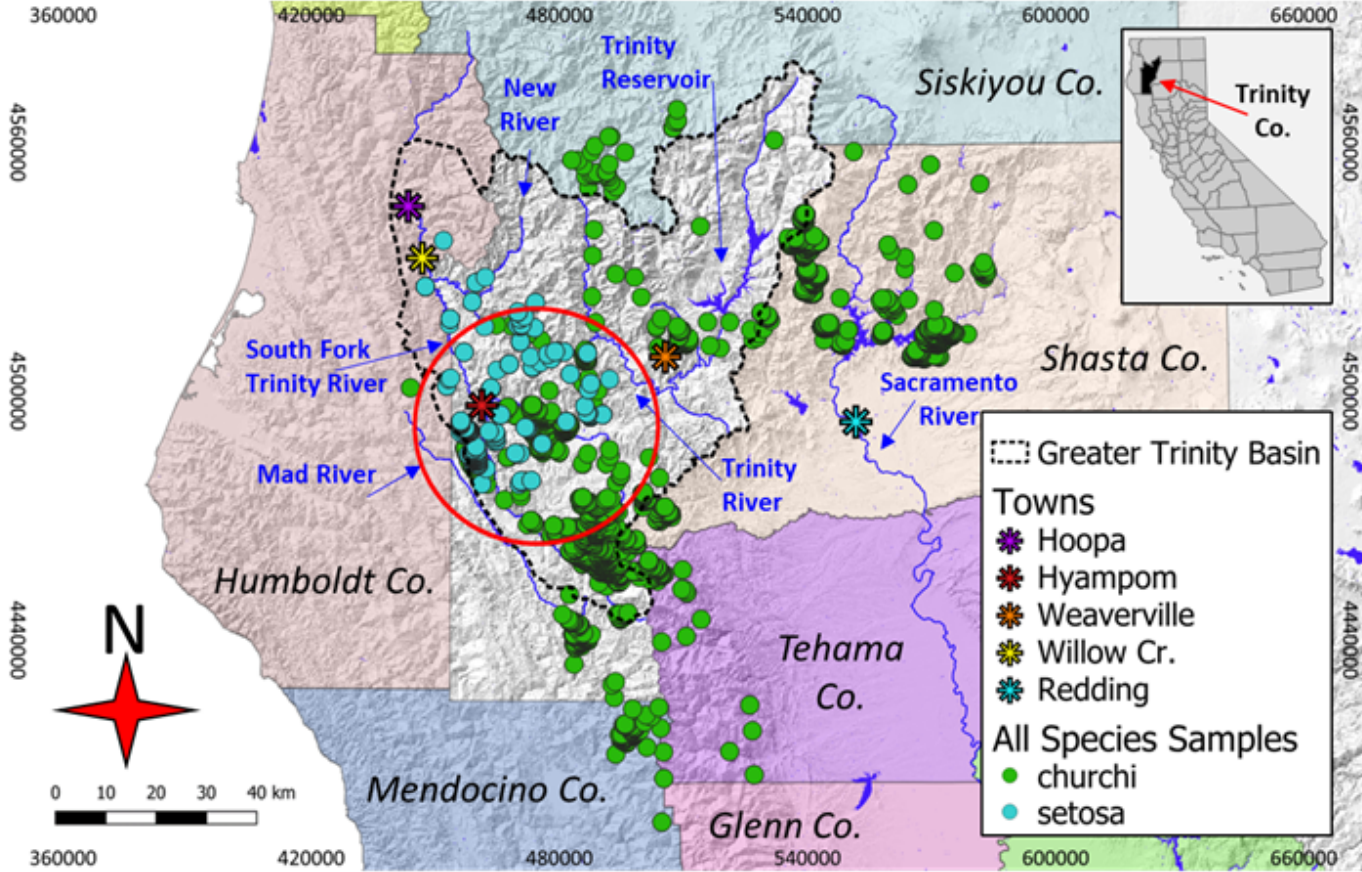 360000
420000
480000
540000
600000
660000
4560000
4500000
4440000
Trinity
Reservoir
New
River
Siskiyou Co.
Trinity
Co.
4560000
4500000
4440000
South Fork
Trinity River
Shasta Co.
Sacramento
River
Mad River
Trinity
River
Humboldt Co.
N
Tehama
Co.
Mendocino Co.
Glenn Co.
0 10 20 30 40 km
Greater Trinity Basin
Towns
Hoopa
Hyampom
Weaverville
Willow Cr.
Redding
All Species Samples
churchi
setosa
360000
420000
480000
540000
600000
660000